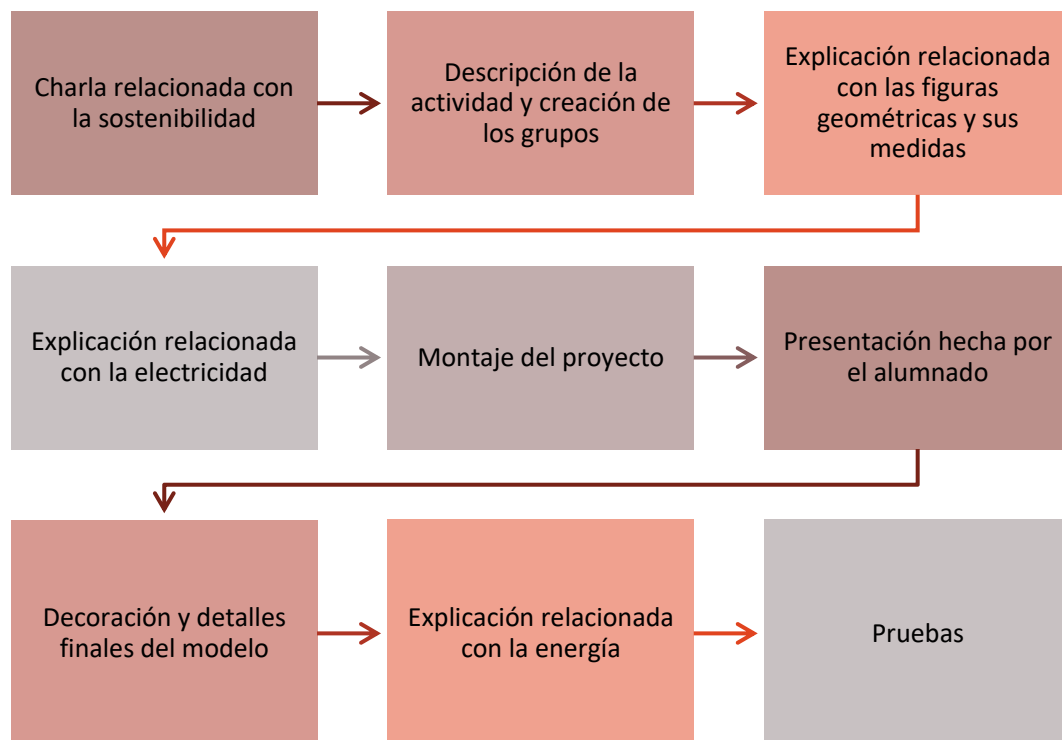 Charla relacionada con
la sostenibilidad
Descripción de la
actividad y creación de
los grupos
Explicación relacionada
con las figuras
geométricas y sus
medidas
Explicación relacionada
con la electricidad
Montaje del proyecto
Presentación hecha por
el alumnado
Decoración y detalles
finales del modelo
Explicación relacionada
con la energía
Pruebas